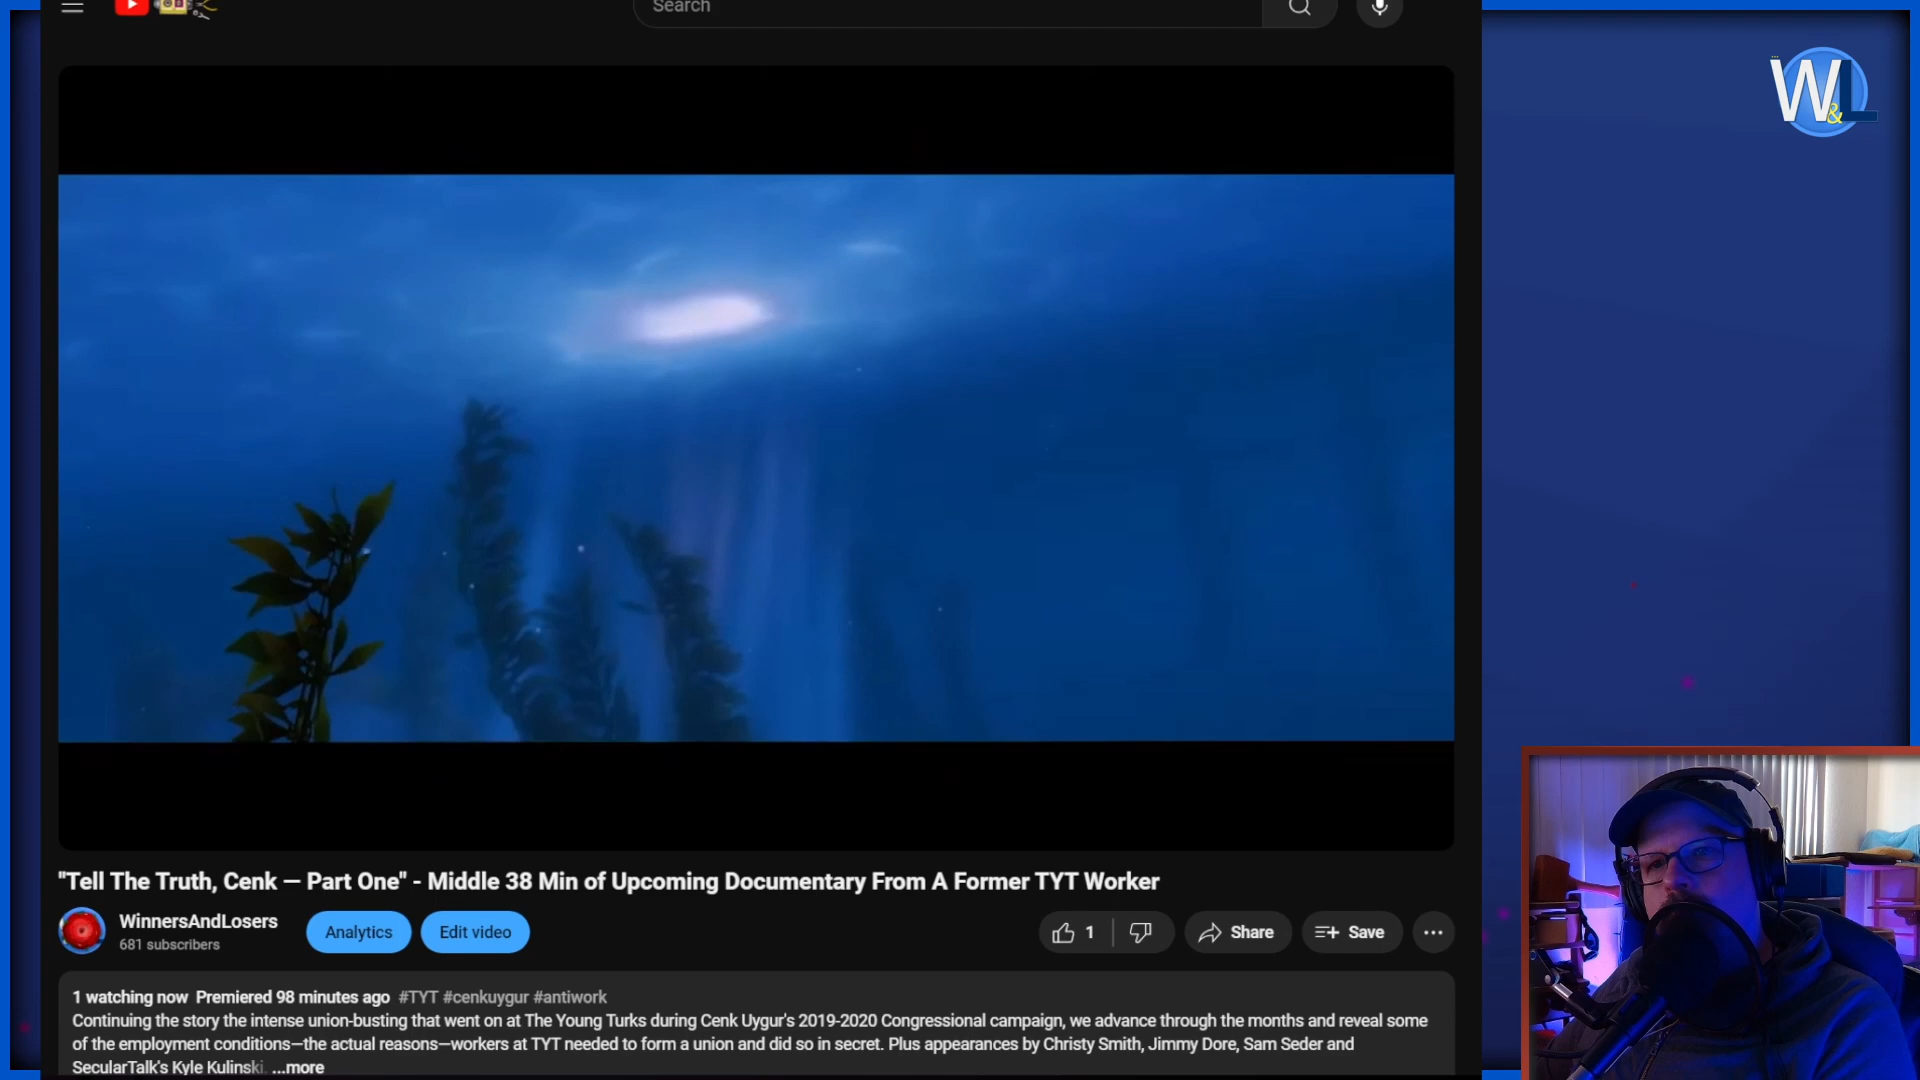 Search
W&L
"Tell The Truth, Cenk — Part One" - Middle 38 Min of Upcoming Documentary From A Former TYT Worker
WinnersAndLosers
681 subscribers
Analytics
Edit video
1
Share
Save
1 watching now Premiered 98 minutes ago #TYT #cenkuygur #antiwork
Continuing the story the intense union-busting that went on at The Young Turks during Cenk Uygur's 2019-2020 Congressional campaign, we advance through the months and reveal some
of the employment conditions—the actual reasons—workers at TYT needed to form a union and did so in secret. Plus appearances by Christy Smith, Jimmy Dore, Sam Seder and
SecularTalk's Kyle Kulinski. ...more